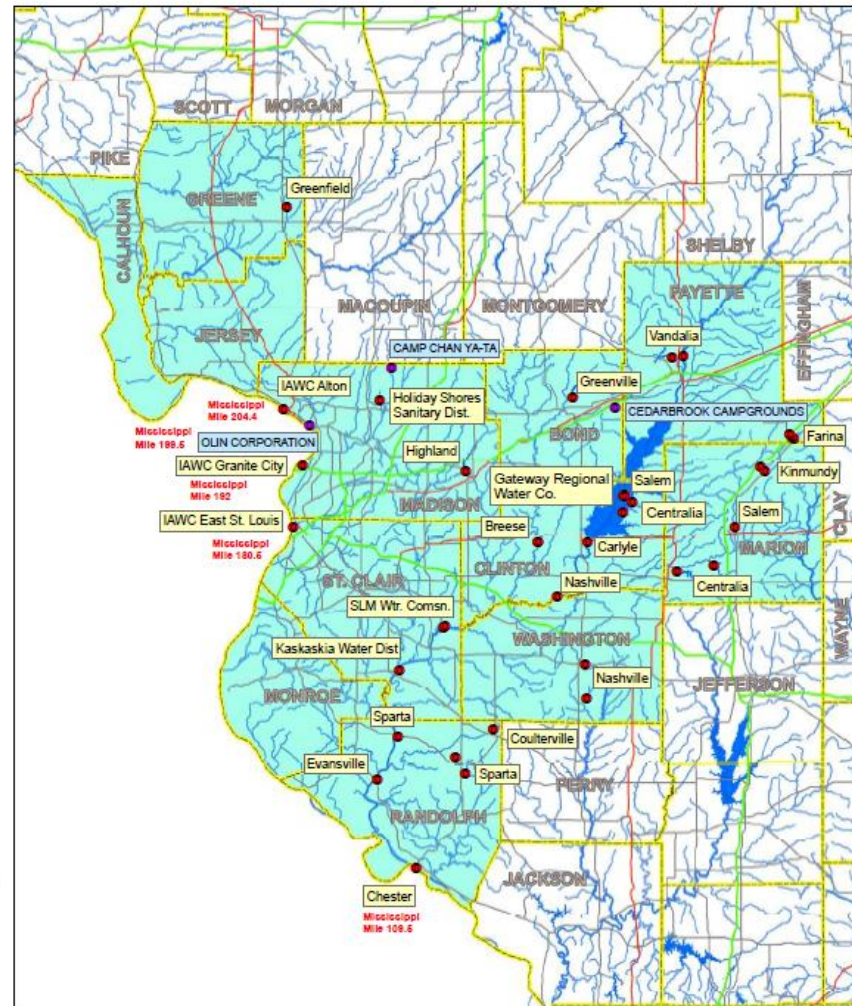 SCOTT
MORGAN
PIKE
GREENE
Greenfield
CALHOUN
SHELBY
FAYETTE
MACOUPIN
MONTGOMERY
EFFINGHAM
JERSEY
Vandalia
CAMP CHAN YA-TA
IAWC Alton
Greenville
Mississippi
Mile 204.4
Holiday Shores
Sanitary Dist.
CEDARBROOK CAMPGROUNDS
Mississippi
Mile 199.5
OLIN CORPORATION
BOND
Farina
IAWC Granite City
Highland
Kinmundy
Mississippi
Mile 192
Gateway Regional
Water Co.
Salem
MADISON
Centralia
Salem
CLAY
IAWC East St. Louis
Breese
Mississippi
Mile 180.5
Carlyle
MARION
CLINTON
ST. CLAIR
Nashville
Centralia
SLM Wtr. Comsn.
WASHINGTON
WAYNE
Kaskaskia Water Dist
Nashville
JEFFERSON
MONROE
Sparta
Coulterville
Evansville
Sparta
PERRY
RANDOLPH
JACKSON
Chester
Mississippi
Mile 109.5